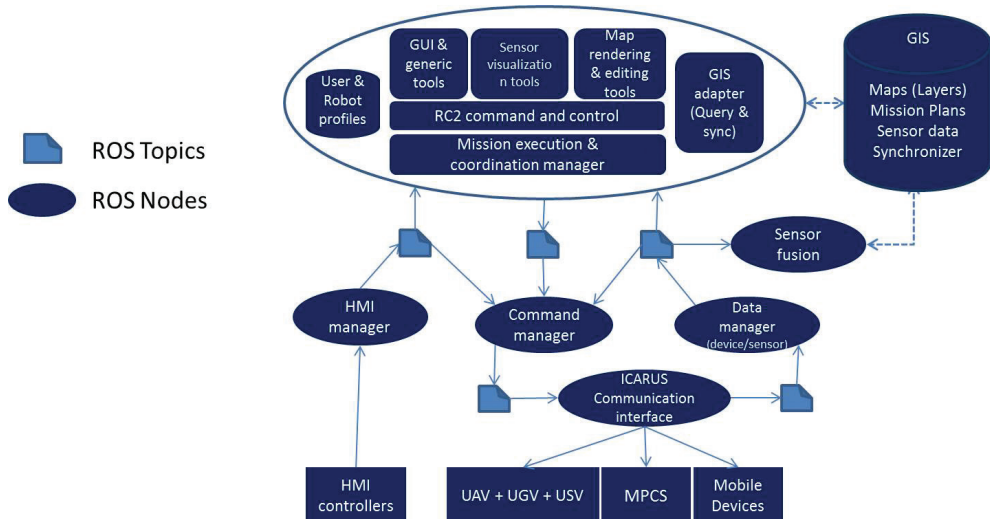 GUI &
generic
tools
Sensor
visualizatio
n tools
Map
rendering
& editing
tools
User &
Robot
profiles
GIS
adapter
(Query &
sync)
RC2 command and control
Mission execution &
coordination manager
GIS
Maps (Layers)
Mission Plans
Sensor data
Synchronizer
ROS Topics
ROS Nodes
Sensor
fusion
HMI
manager
Command
manager
Data
manager
(device/sensor)
ICARUS
Communication
interface
HMI
controllers
UAV + UGV + USV
MPCS
Mobile
Devices